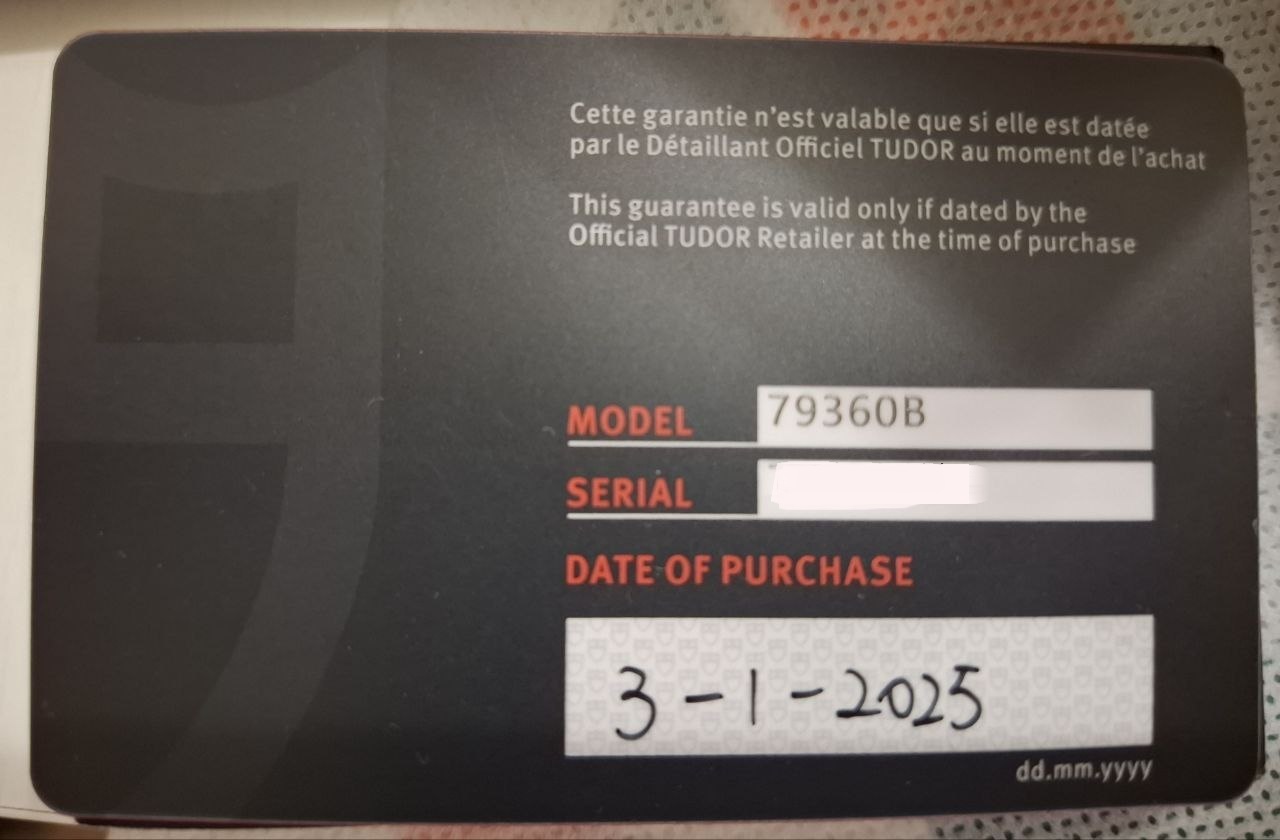 Cette garantie n'est valable que si elle est datée
par le Détaillant Officiel TUDOR au moment de l'achat
This guarantee is valid only if dated by the
Official TUDOR Retailer at the time of purchase
MODEL 79360B
SERIAL
DATE OF PURCHASE
3-1-2025
dd.mm.yyyy